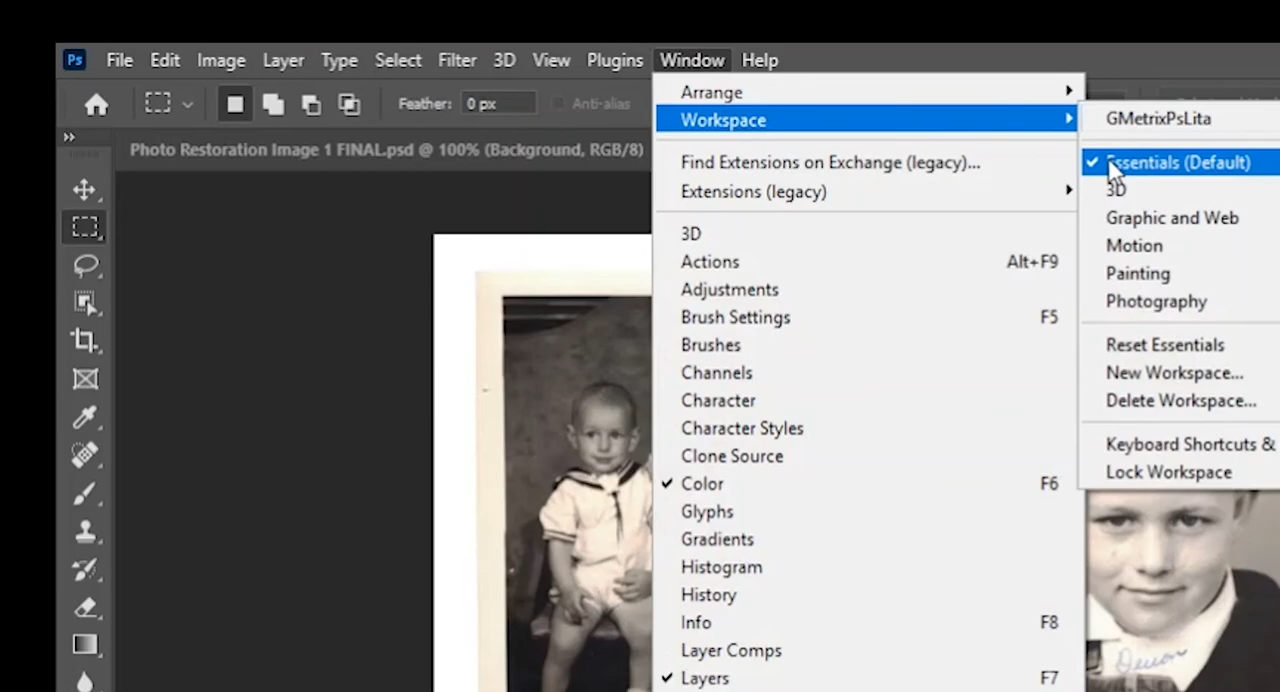 Ps File Edit Image Layer Type Select Filter 3D View Plugins Window Help
Feather: 0 px Anti-alias
Photo Restoration Image 1 FINAL.psd @ 100% (Background, RGB/8)
Arrange
Workspace
Find Extensions on Exchange (legacy)...
Extensions (legacy)
3D
Actions Alt+F9
Adjustments
Brush Settings F5
Brushes
Channels
Character
Character Styles
Clone Source
Color F6
Glyphs
Gradients
Histogram
History
Info F8
Layer Comps
Layers F7
GMetrixPsLita
Essentials (Default)
3D
Graphic and Web
Motion
Painting
Photography
Reset Essentials
New Workspace...
Delete Workspace...
Keyboard Shortcuts &
Lock Workspace